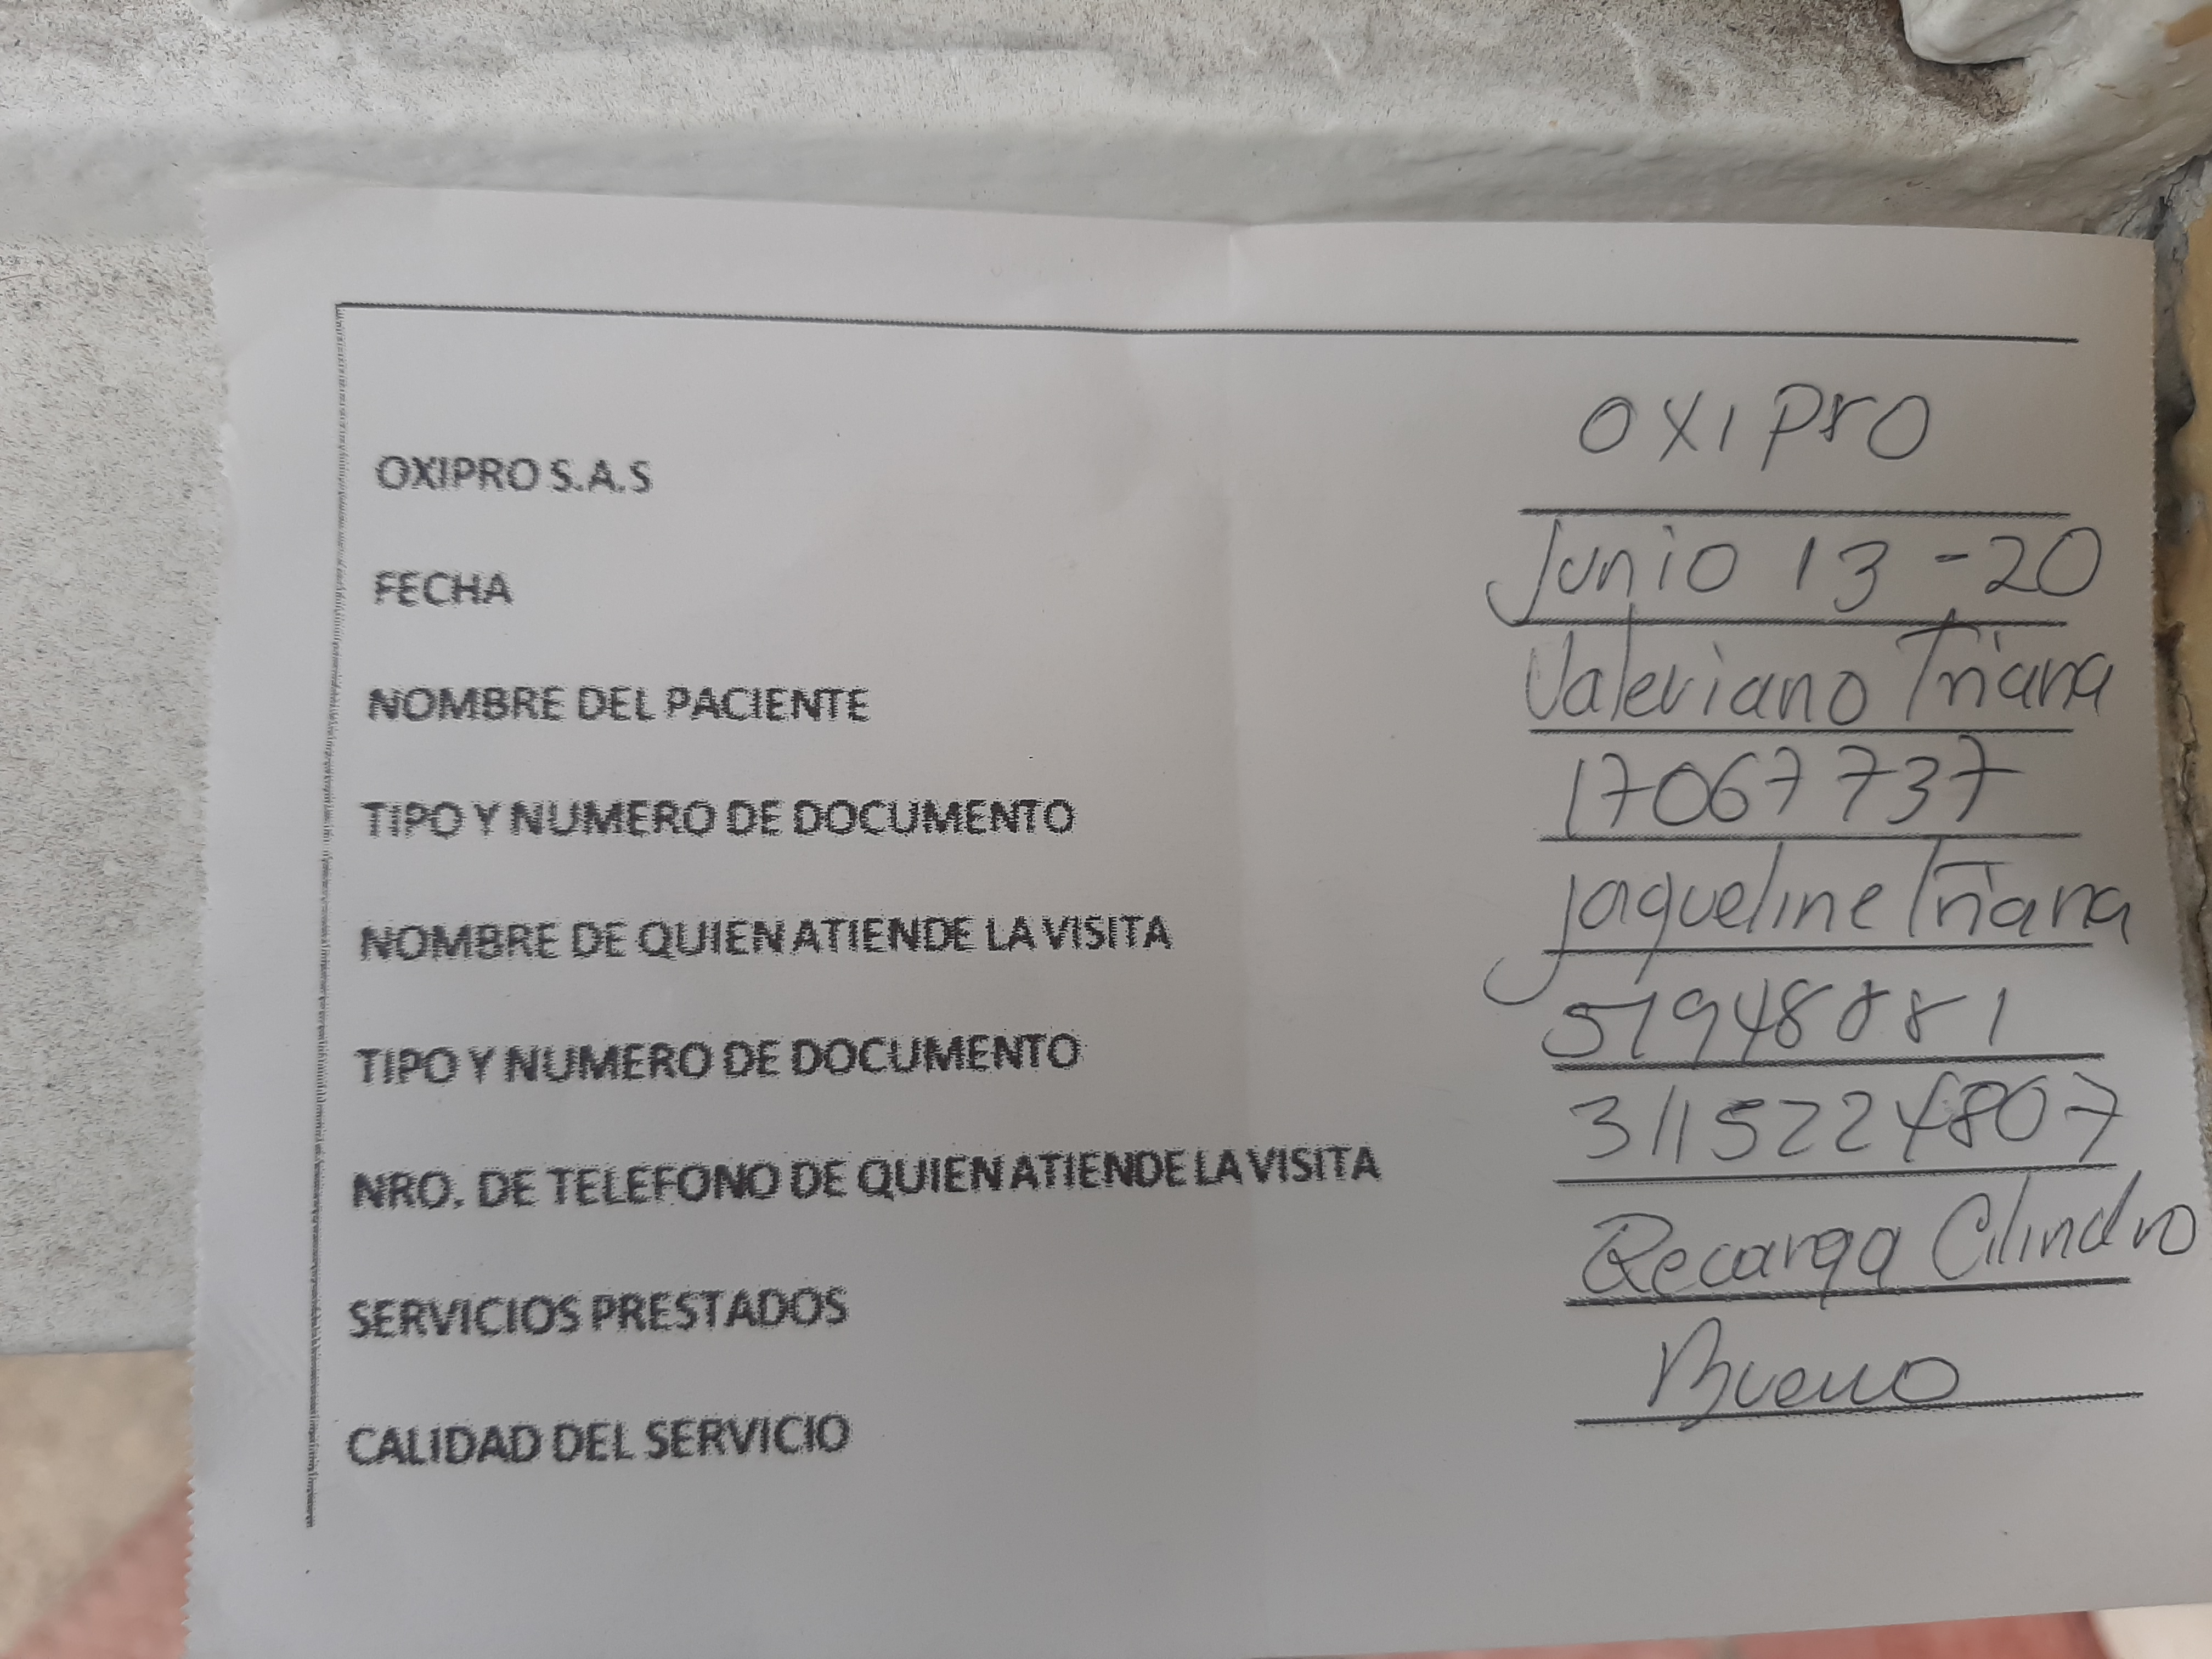 OXIPRO S.A.S OXIPrO
FECHA Junio 13 - 20
NOMBRE DEL PACIENTE Valeriano Triana
TIPO Y NUMERO DE DOCUMENTO 17067737
NOMBRE DE QUIEN ATIENDE LA VISITA Jaqueline Triana
TIPO Y NUMERO DE DOCUMENTO 51948881
NRO. DE TELEFONO DE QUIEN ATIENDE LA VISITA 3115224807
SERVICIOS PRESTADOS Recarga Cilindro
CALIDAD DEL SERVICIO Bueno